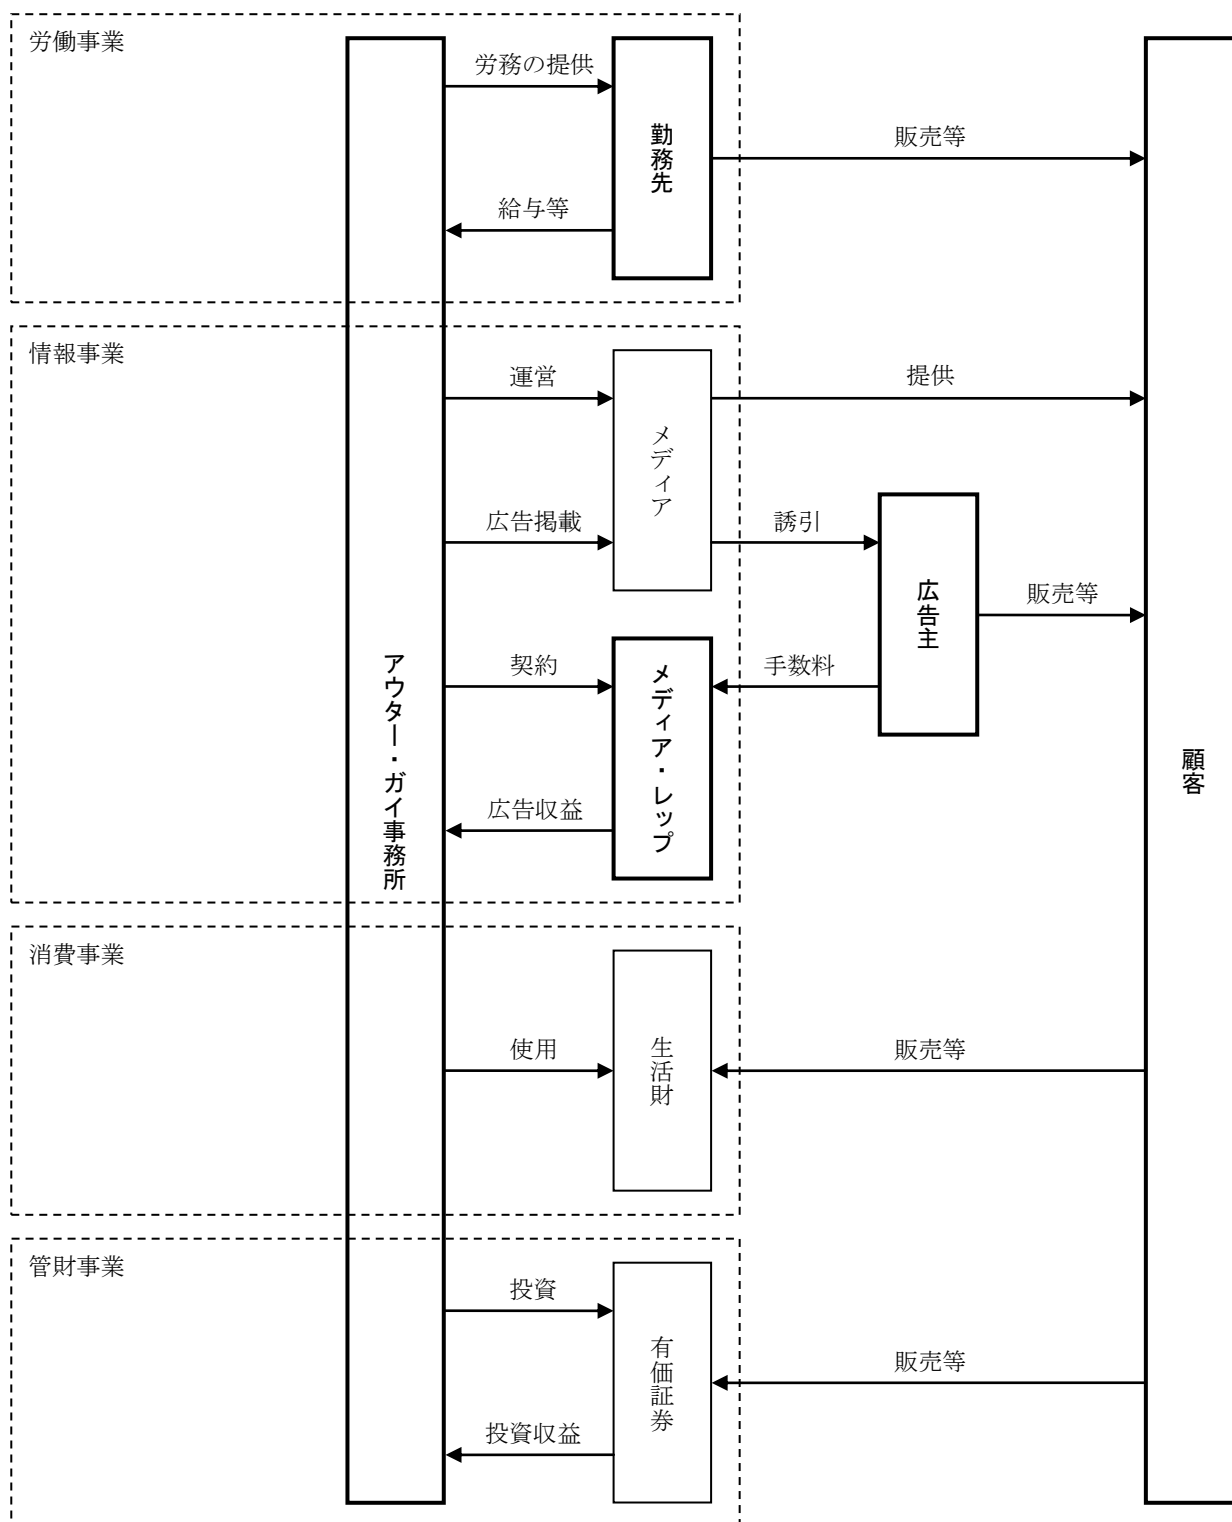 労働事業
労務の提供
勤務先
販売等
給与等
情報事業
運営
メディア
提供
広告掲載
誘引
広告主
販売等
アウター・ガイ事務所
契約
メディア・レップ
手数料
顧客
広告収益
消費事業
使用
生活財
販売等
管財事業
投資
有価証券
販売等
投資収益